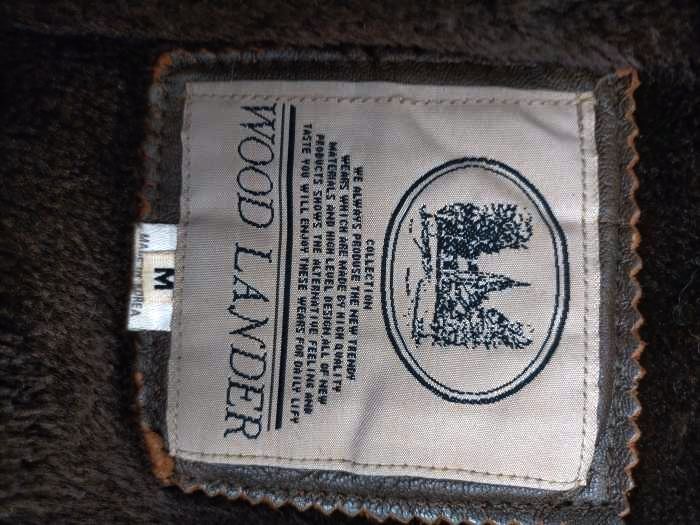 COLLECTION
WE ALWAYS PRODUSE THE NEW TRENDY
WEARS WHICH ARE MADE BY HIGH QVALITY
MATERIALS AND HIGH LEVEL DESIGN.ALL OF NEW
PRODUCTS SHOWS THE ALTERNATIVE FEELING AND
TASTE YOU WILL ENJOY THESE WEARS FOR DAILY LIFY
WOOD LANDER
M
MADE IN KOREA